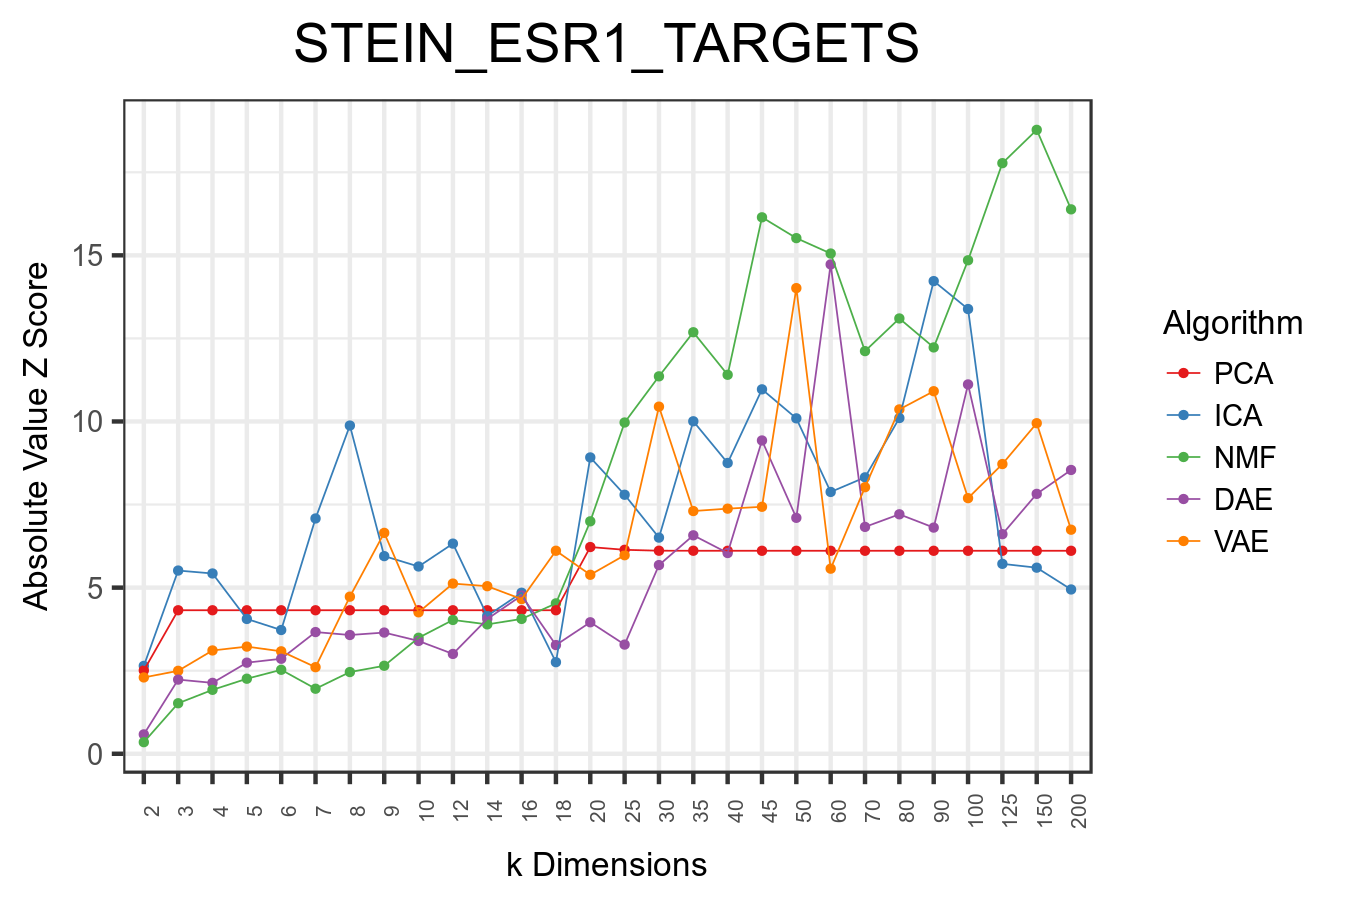 STEIN_ESR1_TARGETS
Absolute Value Z Score
15
10
5
0
2 3 4 5 6 7 8 9 10 12 14 16 18 20 25 30 35 40 45 50 60 70 80 90 100 125 150 200
k Dimensions
Algorithm
PCA
ICA
NMF
DAE
VAE